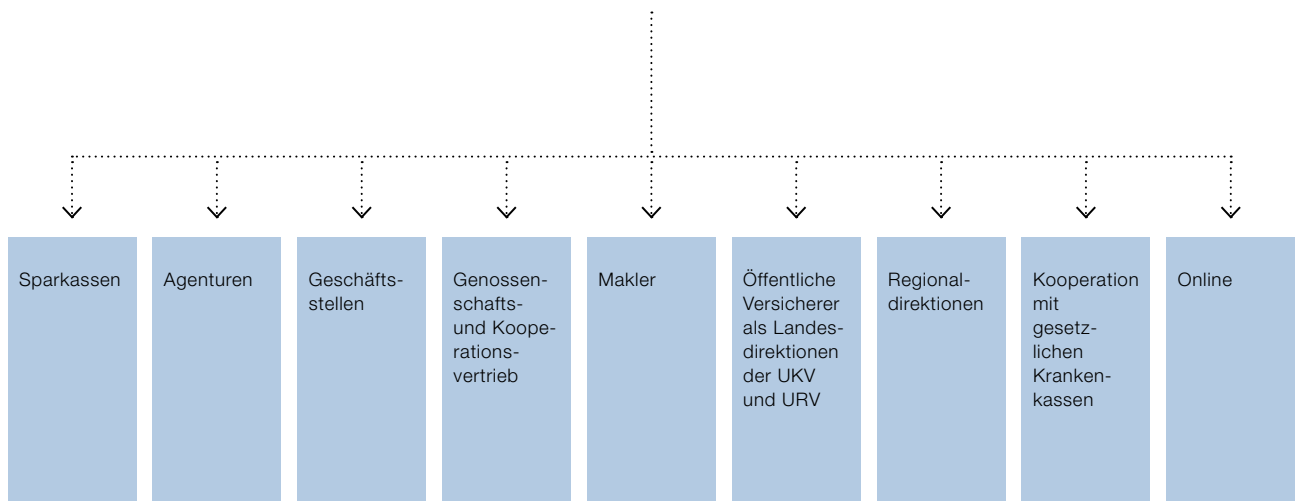 Sparkassen
Agenturen
Geschäfts-
stellen
Genossen-
schafts-
und Koope-
rations-
vertrieb
Makler
Öffentliche
Versicherer
als Landes-
direktionen
der UKV
und URV
Regional-
direktionen
Kooperation
mit
gesetz-
lichen
Kranken-
kassen
Online